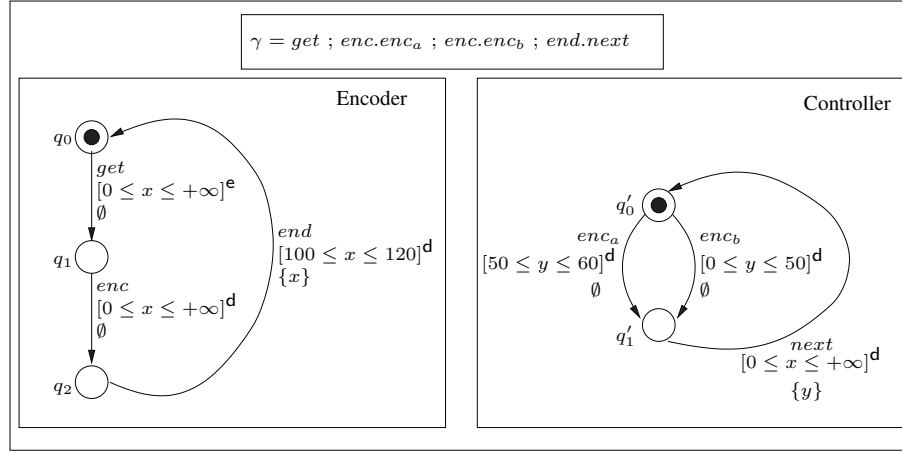 γ = get ; enc.enc_a ; enc.enc_b ; end.next
Encoder
q_0
get
[0 ≤ x ≤ +∞]^e
∅
q_1
enc
[0 ≤ x ≤ +∞]^d
∅
q_2
end
[100 ≤ x ≤ 120]^d
{x}
Controller
q'_0
enc_a
[50 ≤ y ≤ 60]^d
∅
enc_b
[0 ≤ y ≤ 50]^d
∅
q'_1
next
[0 ≤ x ≤ +∞]^d
{y}